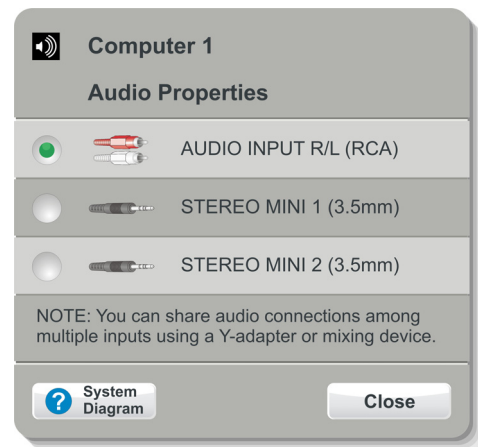 Computer 1
Audio Properties
AUDIO INPUT R/L (RCA)
STEREO MINI 1 (3.5mm)
STEREO MINI 2 (3.5mm)
NOTE: You can share audio connections among
multiple inputs using a Y-adapter or mixing device.
? System
Diagram
Close